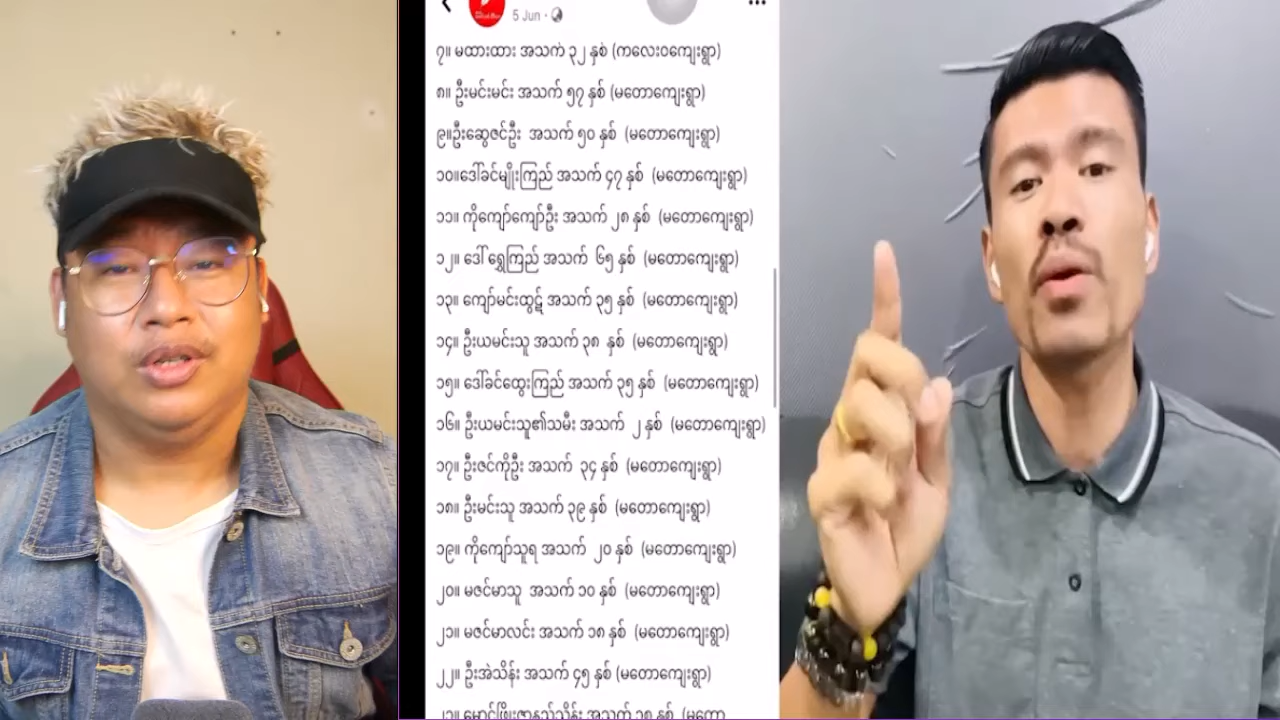 5 Jun
၇။ မထားထား အသက် ၃၂ နှစ် (ကလေးဝကျေးရွာ)
၈။ ဦးမင်းမင်း အသက် ၅၇ နှစ် (မတောကျေးရွာ)
၉။ဦးဆွေဇင်ဦး အသက် ၅၀ နှစ် (မတောကျေးရွာ)
၁၀။ဒေါ်ခင်မျိုးကြည် အသက် ၄၇ နှစ် (မတောကျေးရွာ)
၁၁။ ကိုကျော်ကျော်ဦး အသက် ၂၈ နှစ် (မတောကျေးရွာ)
၁၂။ ဒေါ်ရွှေကြည် အသက် ၆၅ နှစ် (မတောကျေးရွာ)
၁၃။ ကျော်မင်းထွဋ် အသက် ၃၅ နှစ် (မတောကျေးရွာ)
၁၄။ ဦးယမင်းသူ အသက် ၃၈ နှစ် (မတောကျေးရွာ)
၁၅။ ဒေါ်ခင်ထွေးကြည် အသက် ၃၅ နှစ် (မတောကျေးရွာ)
၁၆။ ဦးယမင်းသူ၏သမီး အသက် ၂ နှစ် (မတောကျေးရွာ)
၁၇။ ဦးဇင်ကိုဦး အသက် ၃၄ နှစ် (မတောကျေးရွာ)
၁၈။ ဦးမင်းသူ အသက် ၃၉ နှစ် (မတောကျေးရွာ)
၁၉။ ကိုကျော်သူရ အသက် ၂၀ နှစ် (မတောကျေးရွာ)
၂၀။ မဇင်မာသူ အသက် ၁၀ နှစ် (မတောကျေးရွာ)
၂၁။ မဇင်မာလင်း အသက် ၁၈ နှစ် (မတောကျေးရွာ)
၂၂။ ဦးအဲသိန်း အသက် ၄၅ နှစ် (မတောကျေးရွာ)